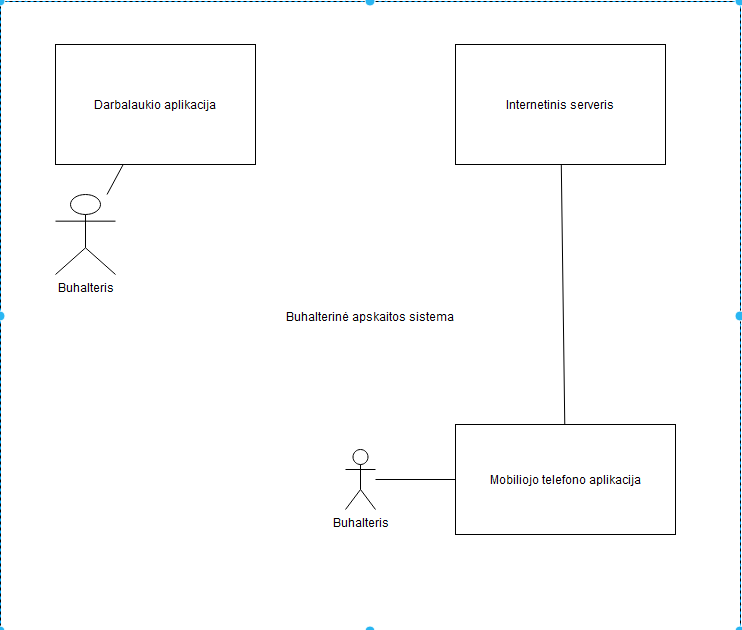 Darbalaukio aplikacija
Internetinis serveris
Buhalteris
Buhalterinė apskaitos sistema
Mobiliojo telefono aplikacija
Buhalteris